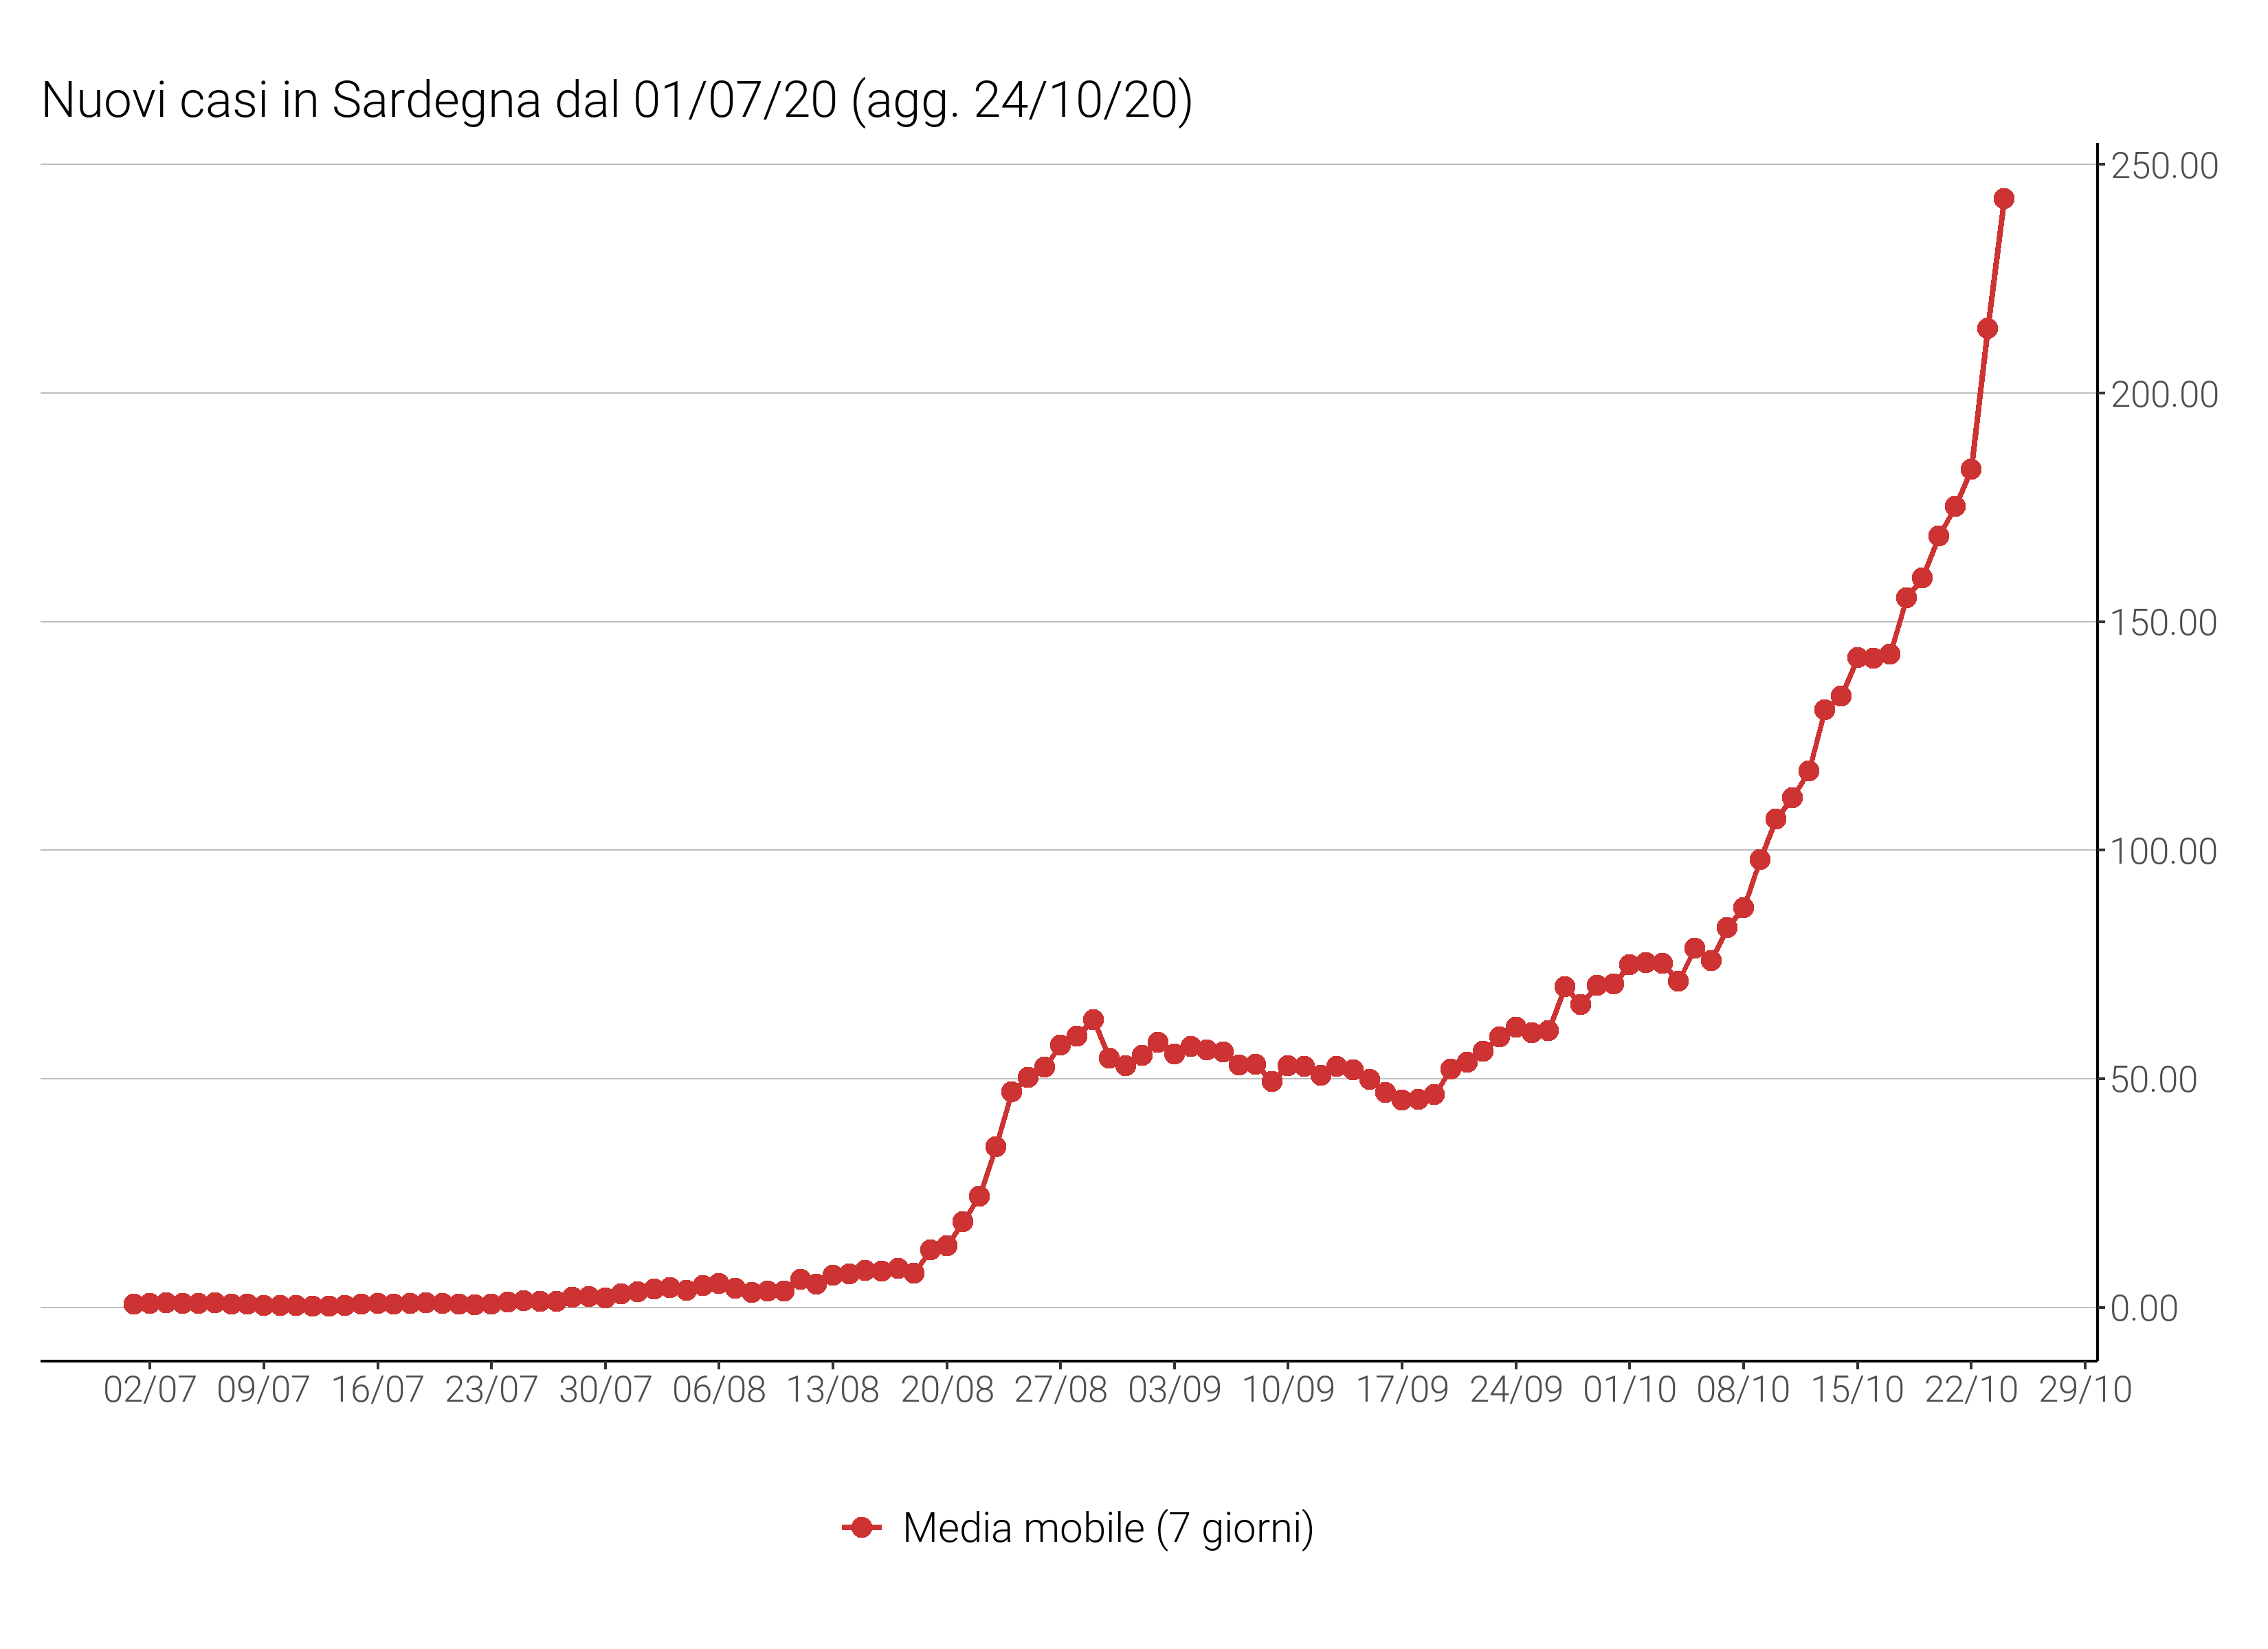 Nuovi casi in Sardegna dal 01/07/20 (agg. 24/10/20)
250.00
200.00
150.00
100.00
50.00
0.00
02/07 09/07 16/07 23/07 30/07 06/08 13/08 20/08 27/08 03/09 10/09 17/09 24/09 01/10 08/10 15/10 22/10 29/10
Media mobile (7 giorni)